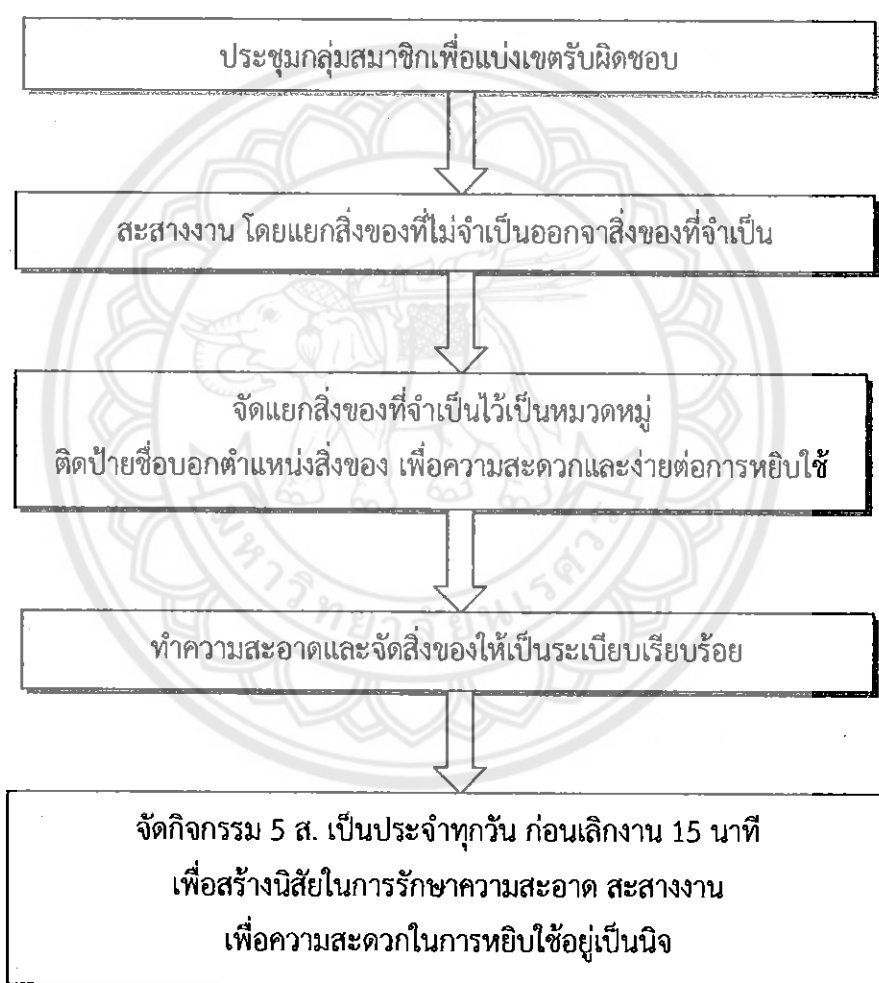 ประชุมกลุ่มสมาชิกเพื่อแบ่งเขตรับผิดชอบ
สะสางงาน โดยแยกสิ่งของที่ไม่จำเป็นออกจาสิ่งของที่จำเป็น
จัดแยกสิ่งของที่จำเป็นไว้เป็นหมวดหมู่
ติดป้ายชื่อบอกตำแหน่งสิ่งของ เพื่อความสะดวกและง่ายต่อการหยิบใช้
มหาวิทยาลัยนเรศวร
ทำความสะอาดและจัดสิ่งของให้เป็นระเบียบเรียบร้อย
จัดกิจกรรม 5 ส. เป็นประจำทุกวัน ก่อนเลิกงาน 15 นาที
เพื่อสร้างนิสัยในการรักษาความสะอาด สะสางงาน
เพื่อความสะดวกในการหยิบใช้อยู่เป็นนิจ